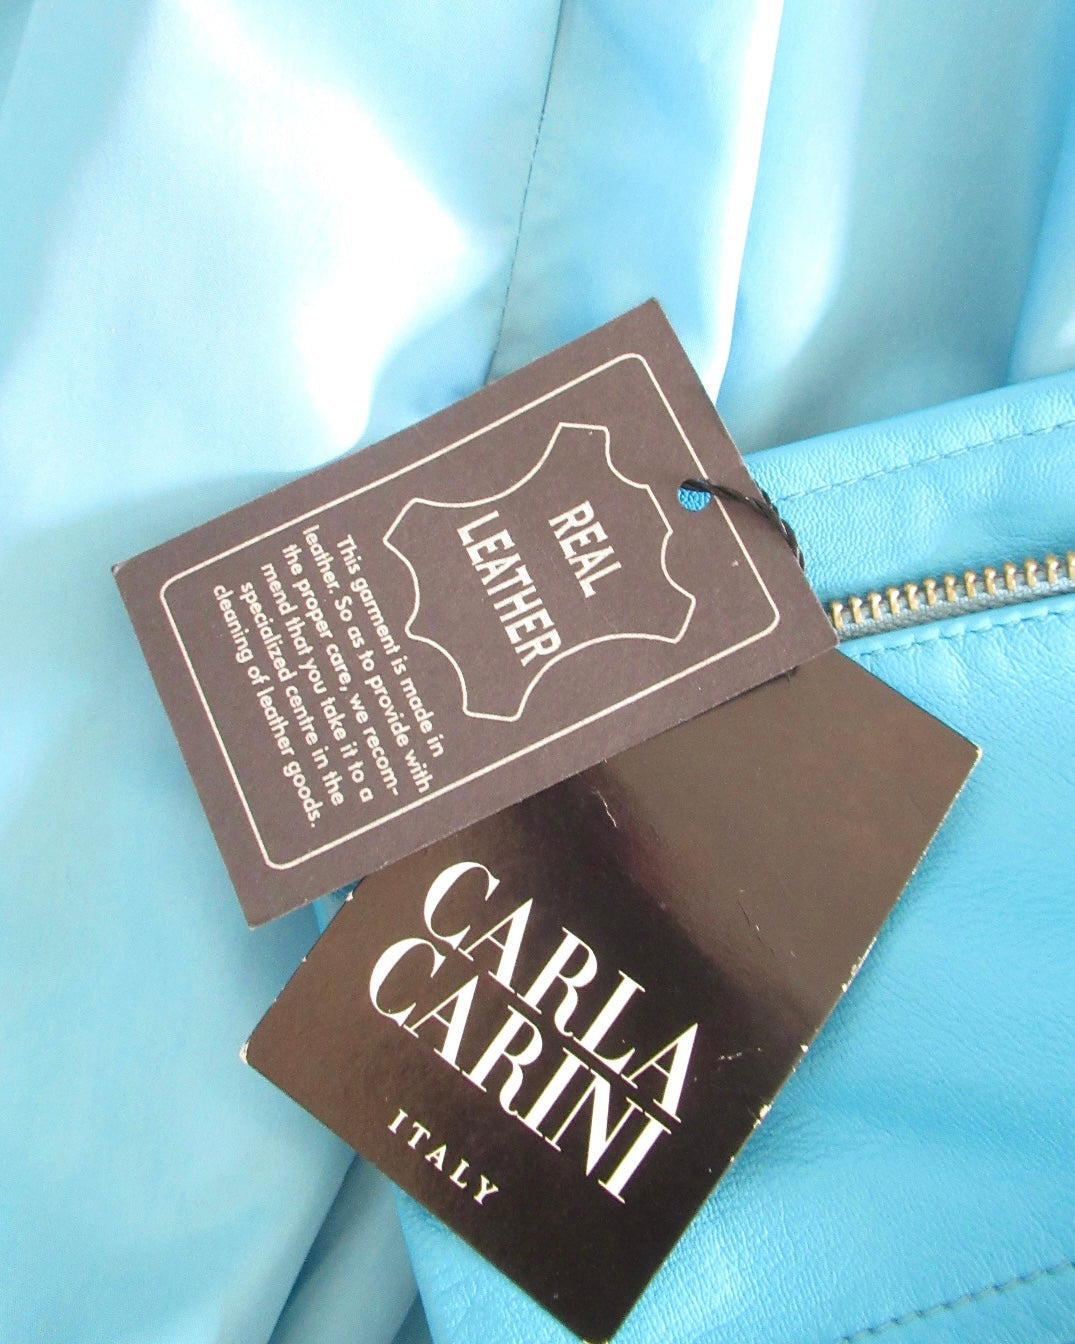 REAL
LEATHER
This garment is made in
leather. So as to provide with
the proper care, we recom-
mend that you take it to a
specialized centre in the
cleaning of leather goods.
CARLA
CARINI
ITALY